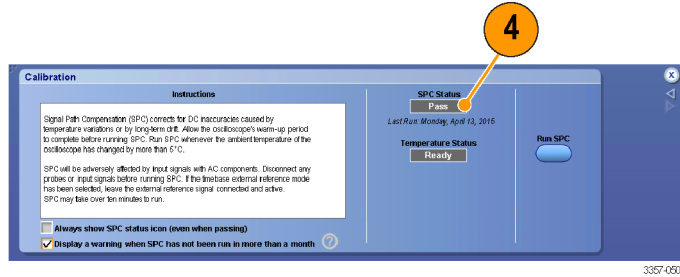 4
Calibration
X
Instructions
Signal Path Compensation (SPC) corrects for DC inaccuracies caused by
temperature variations or by long-term drift. Allow the oscilloscope's warm-up period
to complete before running SPC. Run SPC whenever the ambient temperature of the
oscilloscope has changed by more than 5°C.
SPC will be adversely affected by input signals with AC components. Disconnect any
probes or input signals before running SPC. If the timebase external reference mode
has been selected, leave the external reference signal connected and active.
SPC may take over ten minutes to run.
Always show SPC status icon (even when passing)
Display a warning when SPC has not been run in more than a month
?
SPC Status
Pass
Last Run: Monday, April 13, 2015
Temperature Status
Ready
Run SPC
3357-050